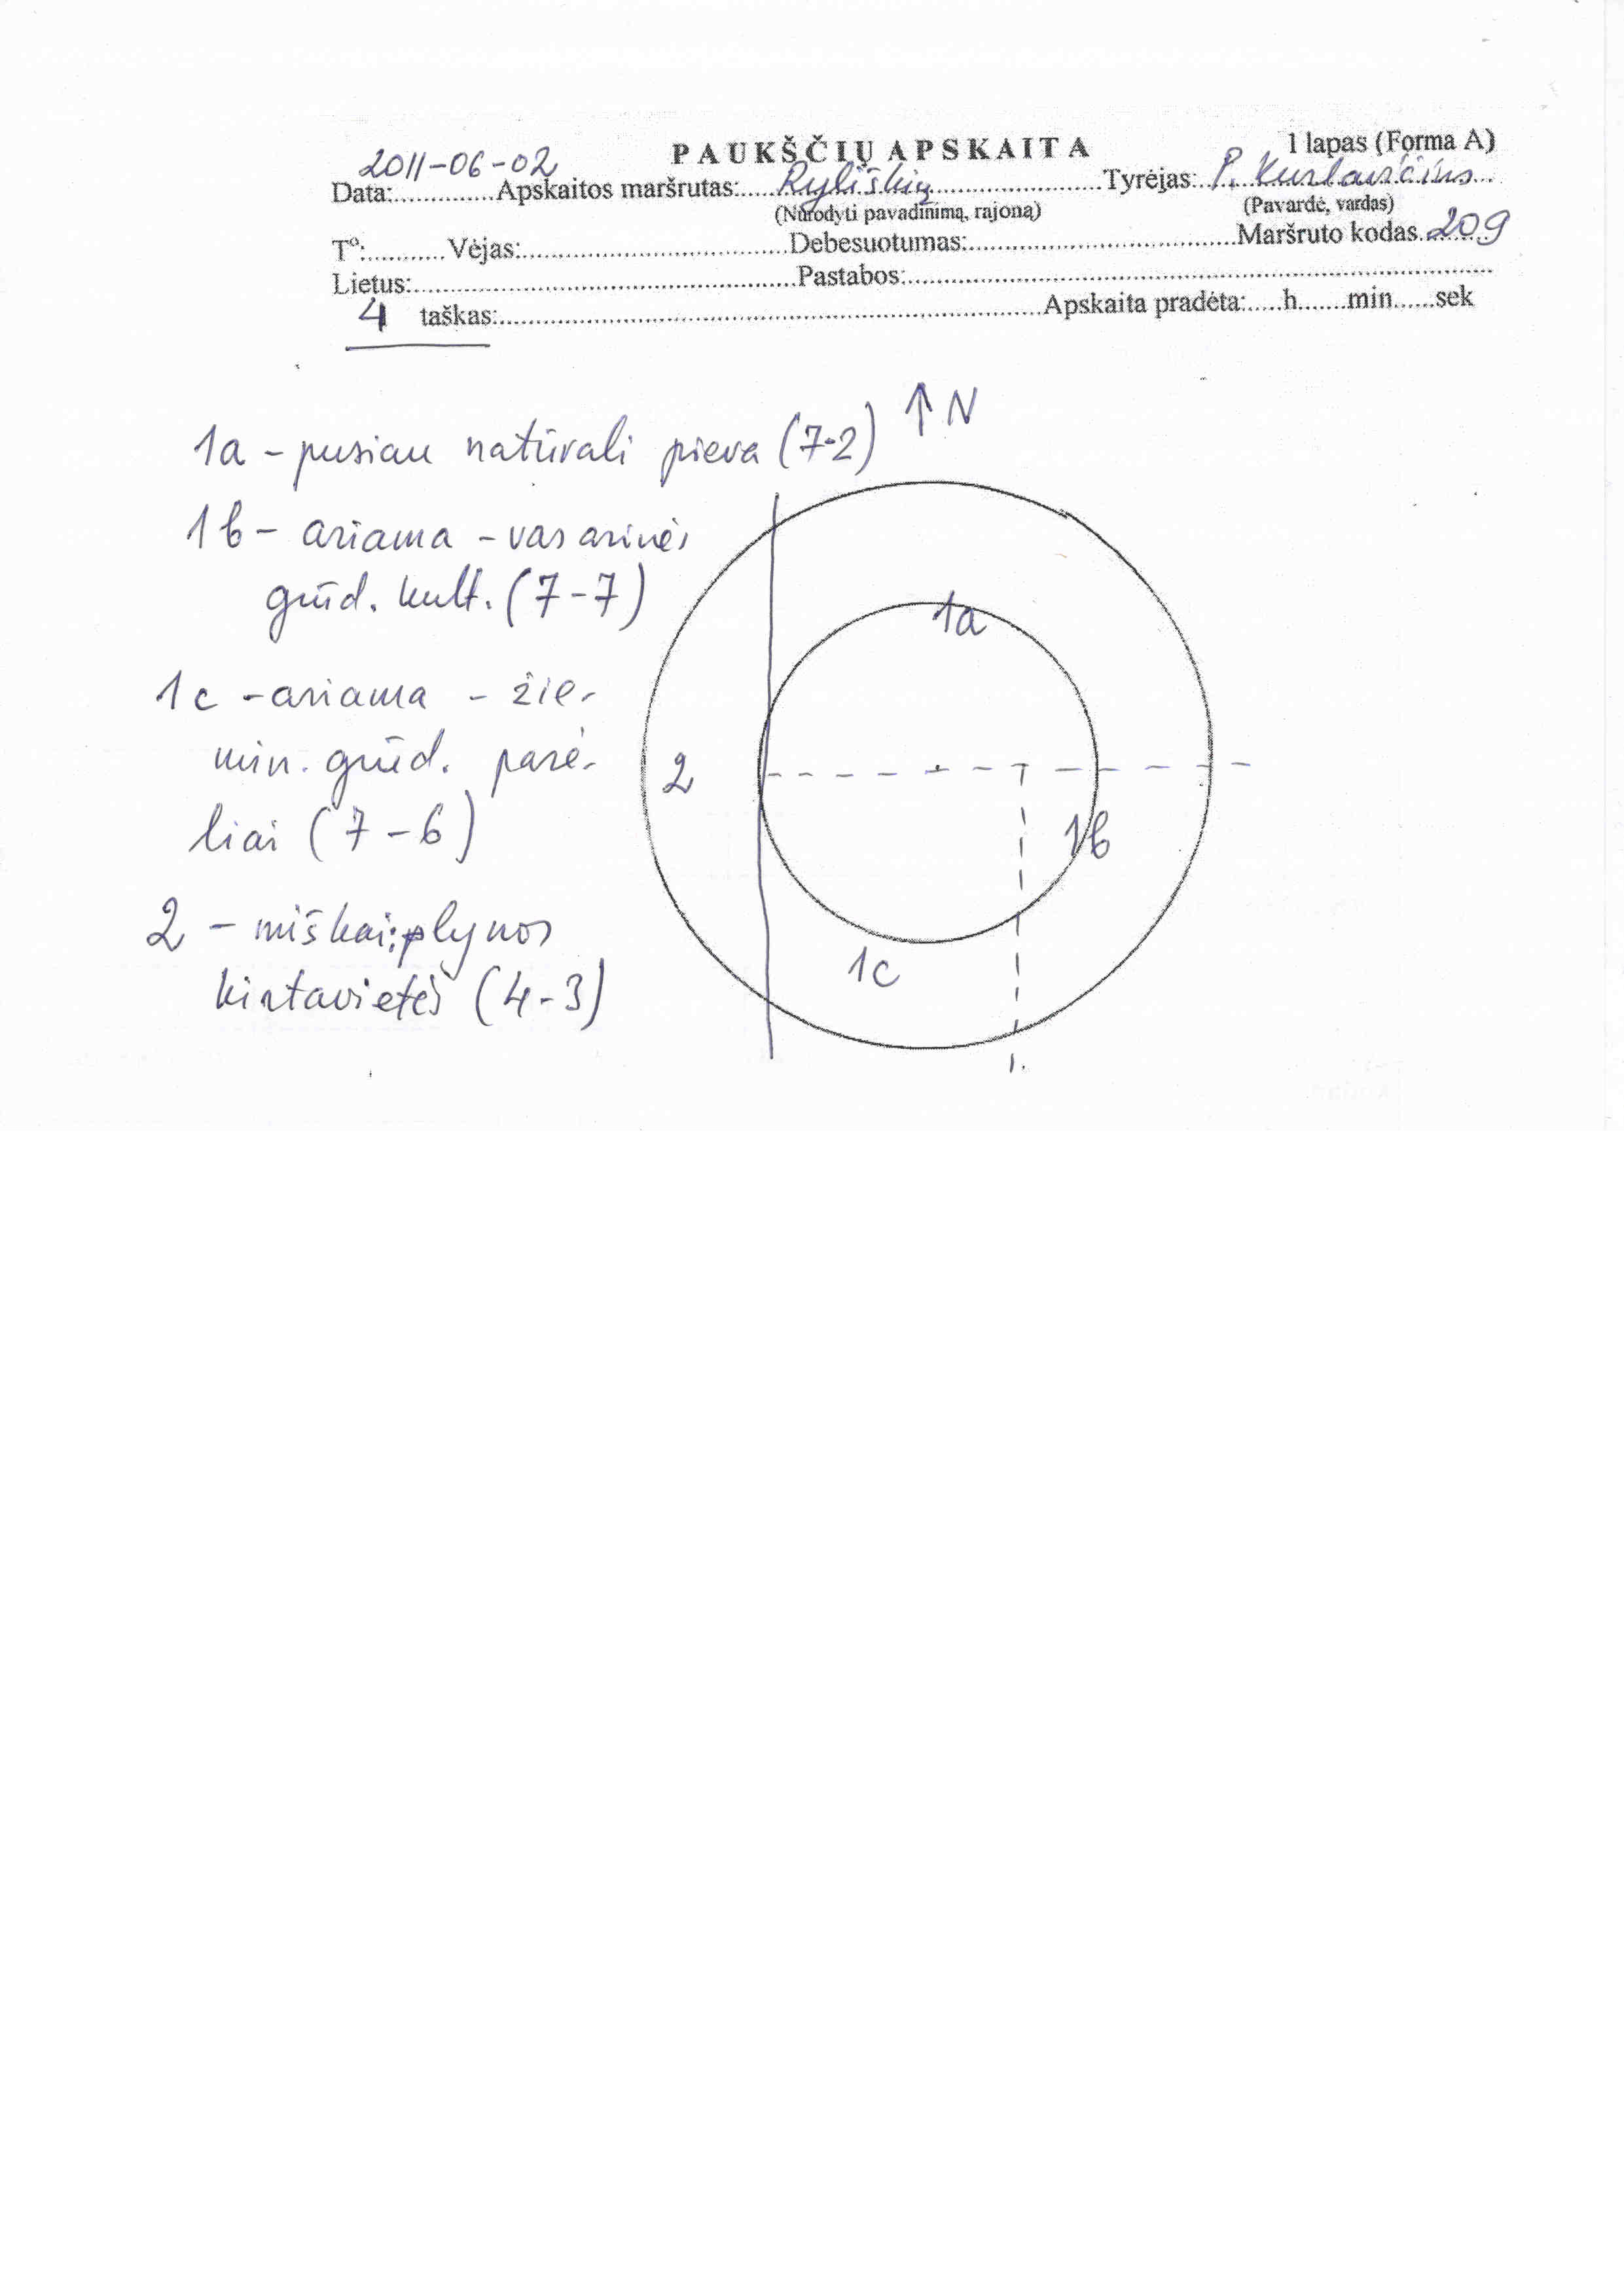 PAUKŠČIŲ APSKAITA
1 lapas (Forma A)
Data: 2011-06-02 Apskaitos maršrutas: Ryliškių Tyrėjas: P. Kurlavičius
(Nurodyti pavadinimą, rajoną) (Pavardė, vardas)
T°: Vėjas: Debesuotumas: Maršruto kodas 209
Lietus: Pastabos:
4 taškas: Apskaita pradėta: h min sek
↑ N
1a - pusiau natūrali pieva (7-2)
1b - ariama - vasarinės
grūd. kult. (7-7)
1c - ariama - žie-
min. grūd. pasė-
liai (7-6)
2 - miškai: plynos
kirtavietės (4-3)
1a
2
1b
1c